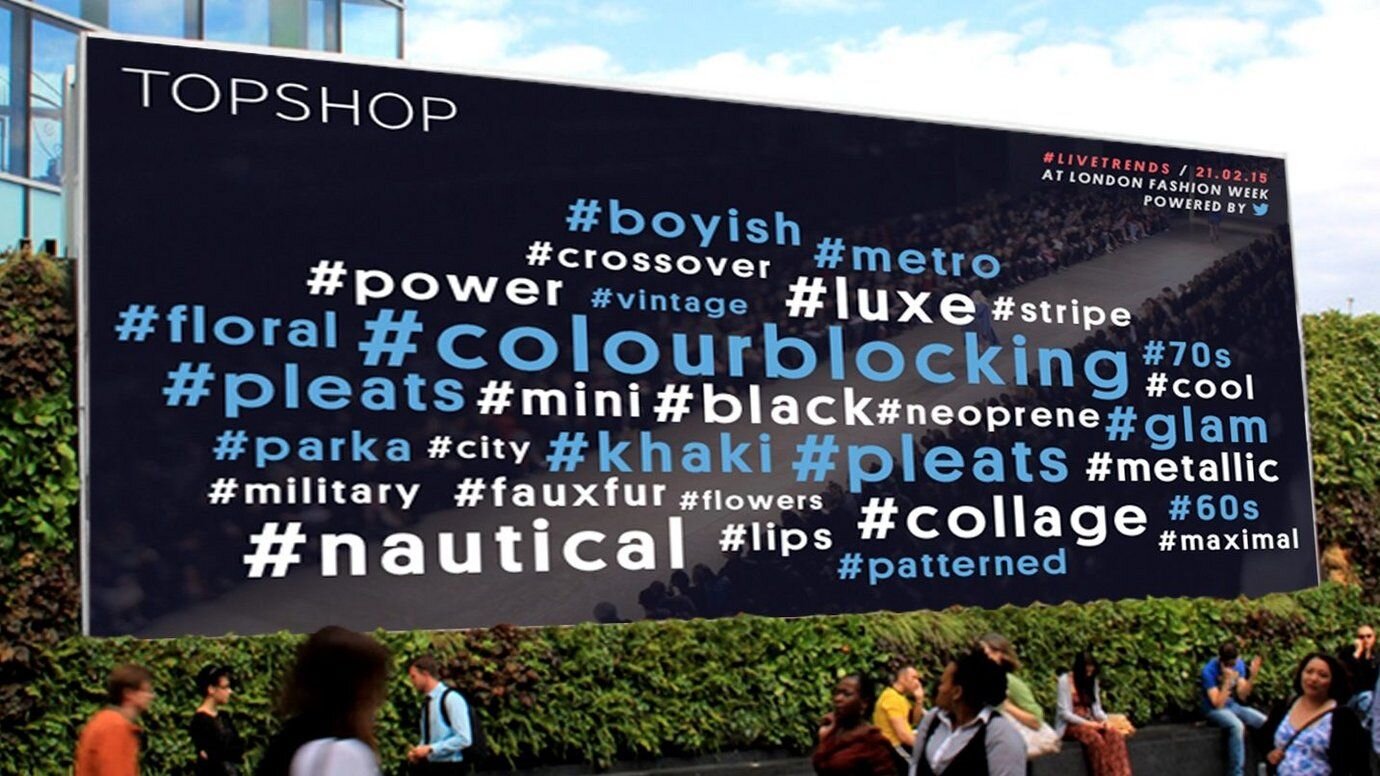 TOPSHOP
#LIVETRENDS / 21.02.15
AT LONDON FASHION WEEK
POWERED BY
#boyish
#crossover #metro
#power #vintage #luxe #stripe
#floral #colourblocking #70s
#pleats #mini #black #neoprene #cool
#glam
#parka #city #khaki #pleats #metallic
#military #fauxfur #flowers #collage #60s
#nautical #lips #maximal
#patterned